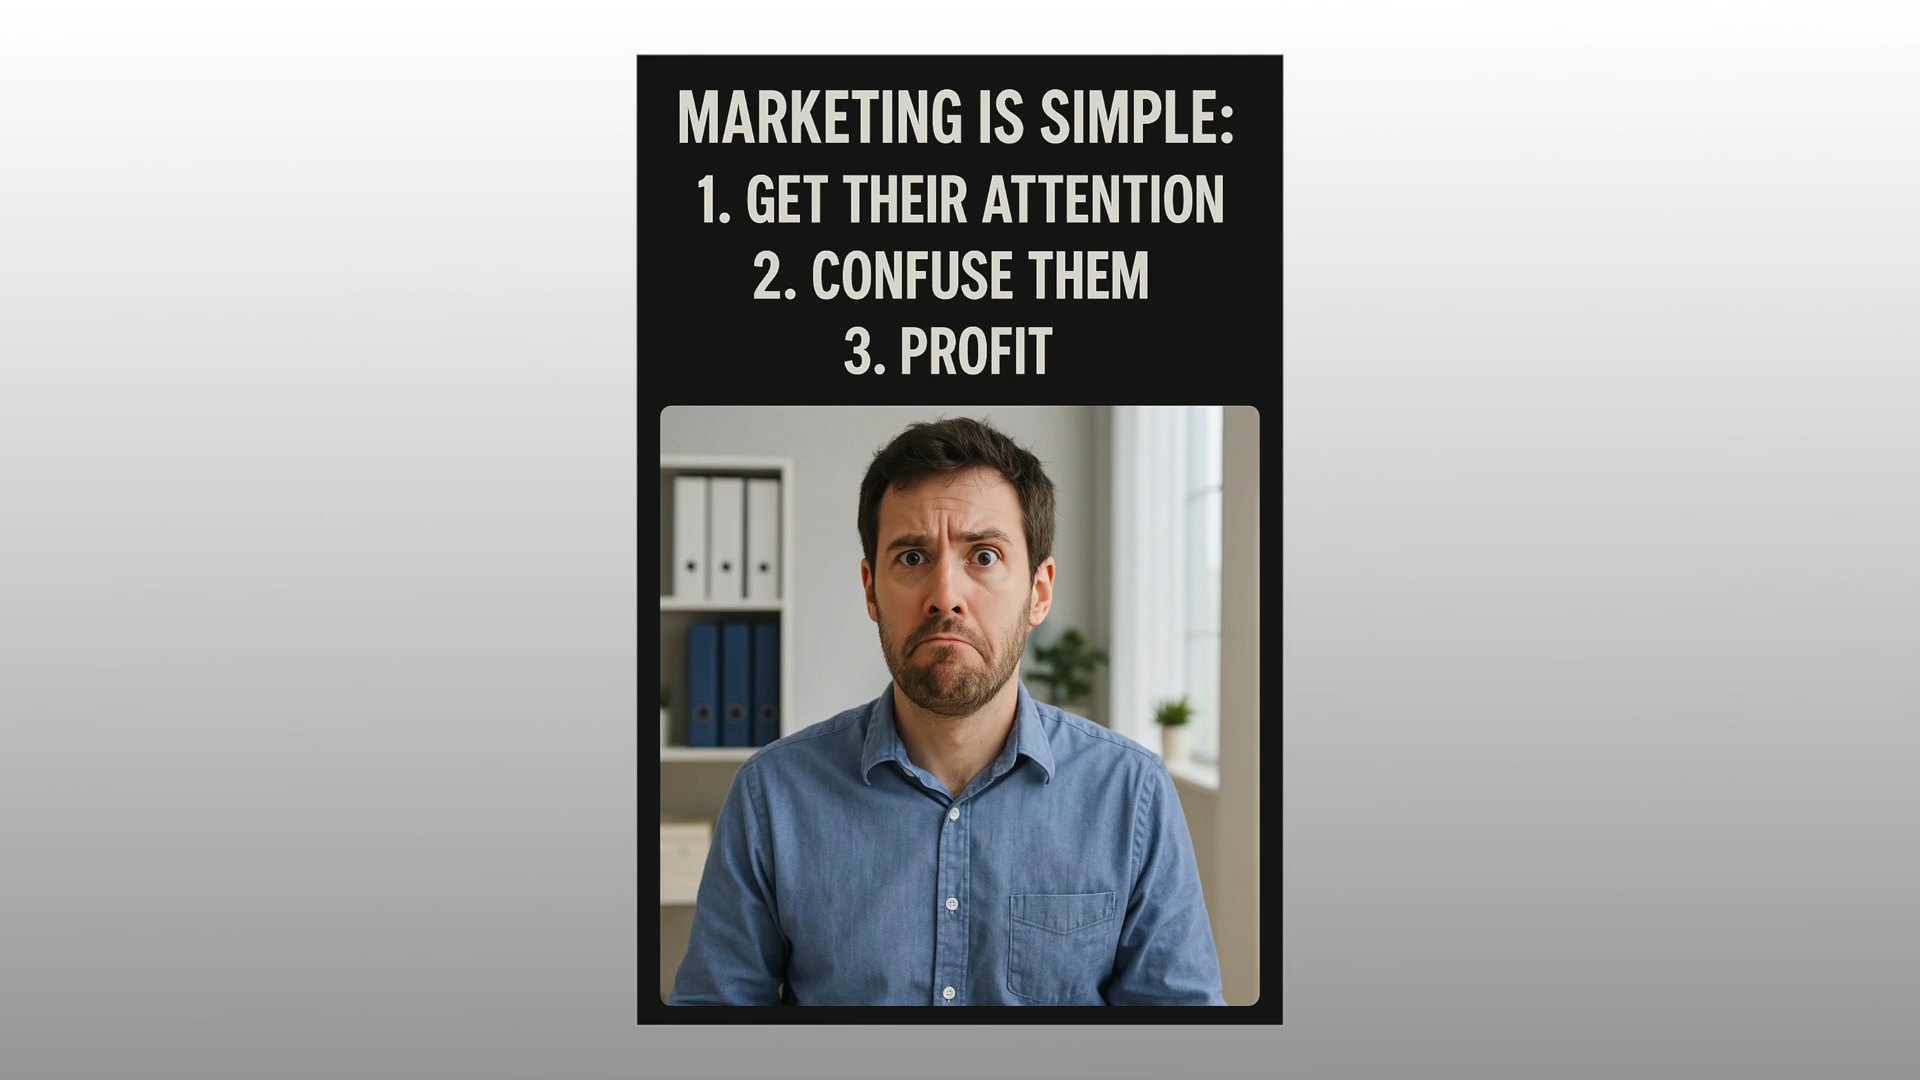 MARKETING IS SIMPLE:
1. GET THEIR ATTENTION
2. CONFUSE THEM
3. PROFIT